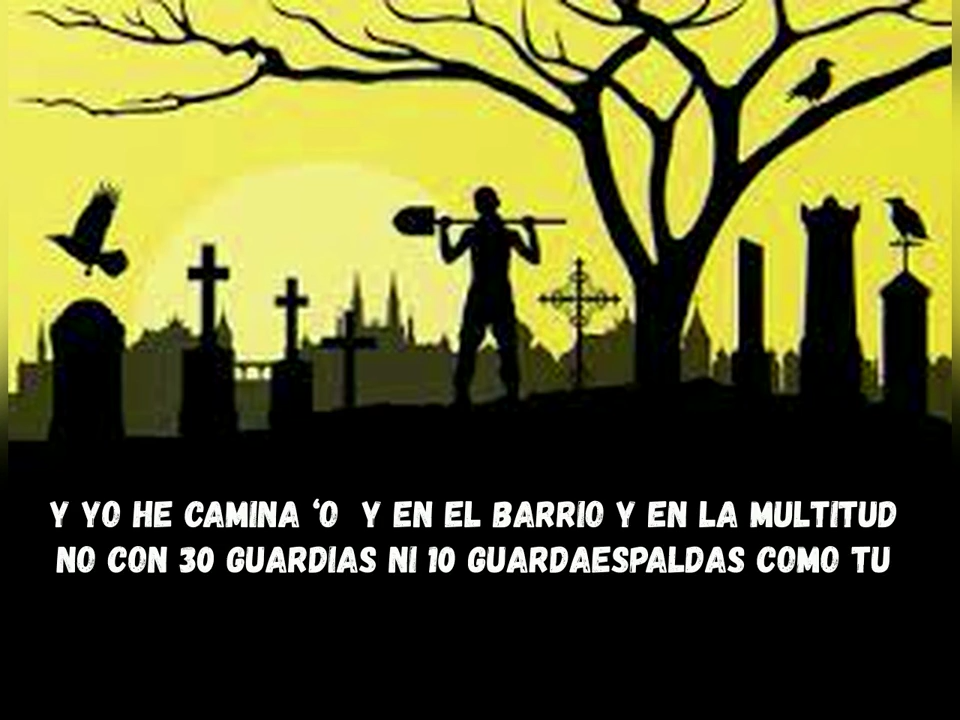 Y YO HE CAMINA ‘O Y EN EL BARRIO Y EN LA MULTITUD
NO CON 30 GUARDIAS NI 10 GUARDAESPALDAS COMO TU